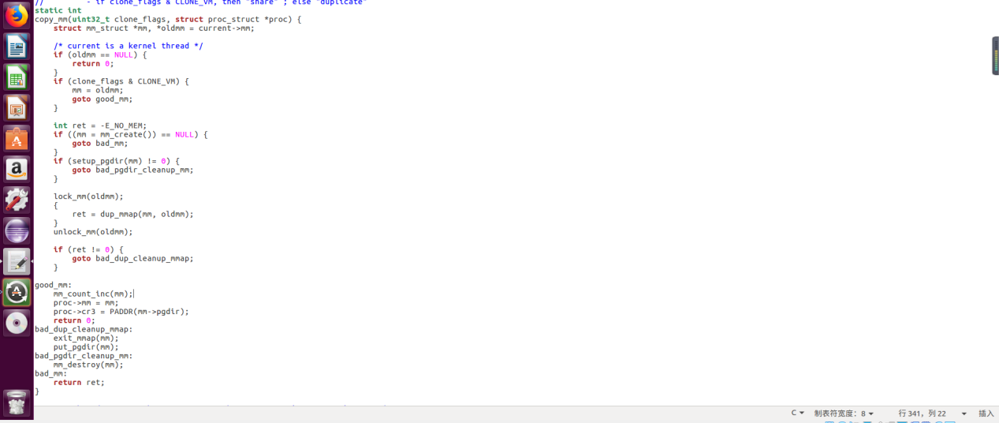 //         - if clone_flags & CLONE_VM, then "share" ; else "duplicate"
static int
copy_mm(uint32_t clone_flags, struct proc_struct *proc) {
    struct mm_struct *mm, *oldmm = current->mm;

    /* current is a kernel thread */
    if (oldmm == NULL) {
        return 0;
    }
    if (clone_flags & CLONE_VM) {
        mm = oldmm;
        goto good_mm;
    }

    int ret = -E_NO_MEM;
    if ((mm = mm_create()) == NULL) {
        goto bad_mm;
    }
    if (setup_pgdir(mm) != 0) {
        goto bad_pgdir_cleanup_mm;
    }

    lock_mm(oldmm);
    {
        ret = dup_mmap(mm, oldmm);
    }
    unlock_mm(oldmm);

    if (ret != 0) {
        goto bad_dup_cleanup_mmap;
    }

good_mm:
    mm_count_inc(mm);
    proc->mm = mm;
    proc->cr3 = PADDR(mm->pgdir);
    return 0;
bad_dup_cleanup_mmap:
    exit_mmap(mm);
    put_pgdir(mm);
bad_pgdir_cleanup_mm:
    mm_destroy(mm);
bad_mm:
    return ret;
}
C 制表符宽度: 8 行 341, 列 22 插入